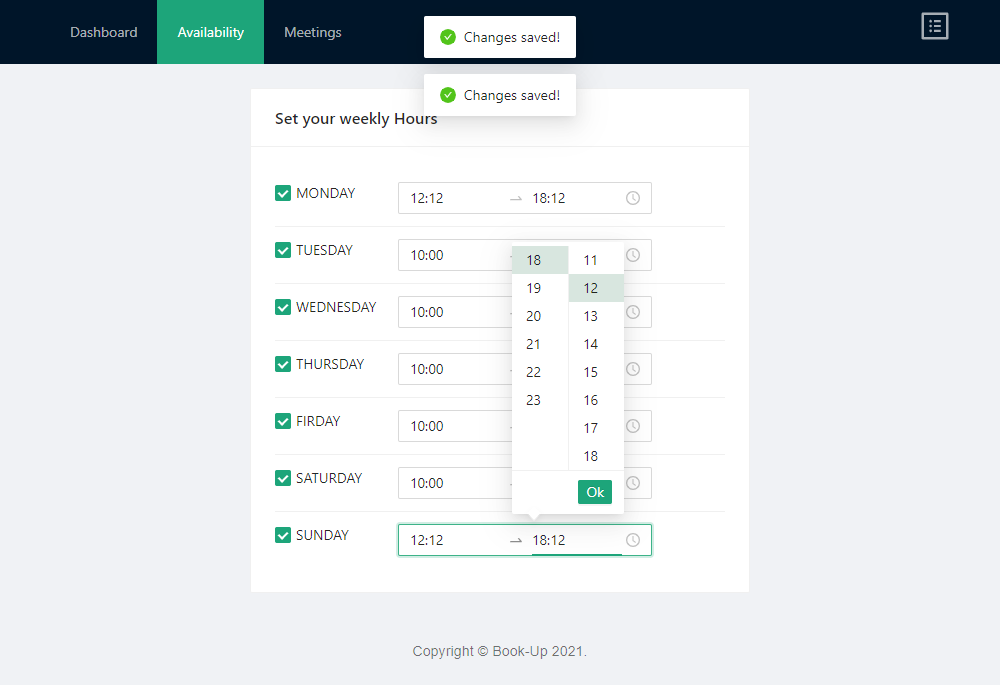 Dashboard Availability Meetings
Changes saved!
Changes saved!
Set your weekly Hours
MONDAY 12:12 → 18:12
TUESDAY 10:00
WEDNESDAY 10:00
THURSDAY 10:00
FIRDAY 10:00
SATURDAY 10:00
18 11
19 12
20 13
21 14
22 15
23 16
17
18
Ok
SUNDAY 12:12 → 18:12
Copyright © Book-Up 2021.